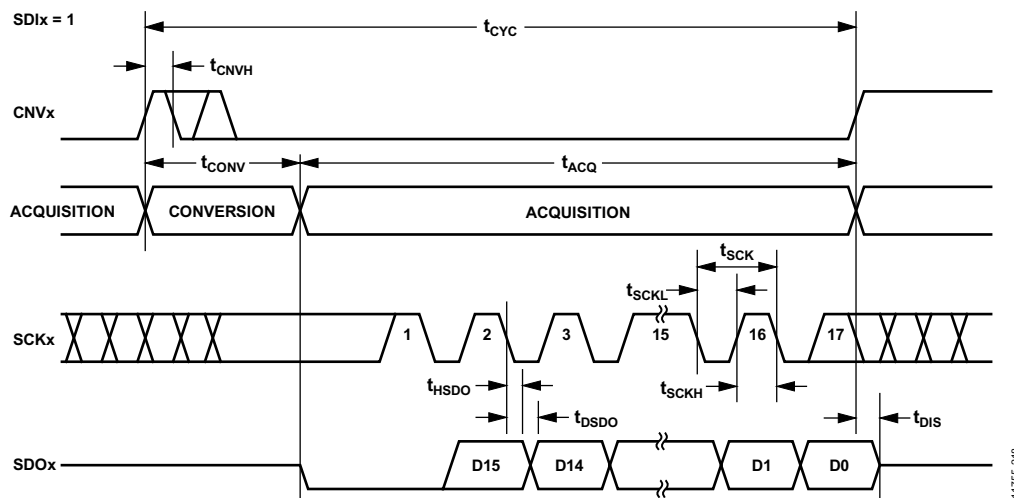 SDIx = 1
tCYC
tCNVH
CNVx
tCONV
tACQ
ACQUISITION
CONVERSION
ACQUISITION
tSCK
tSCKL
SCKx
1
2
3
15
16
17
tHSDO
tSCKH
tDSDO
tDIS
SDOx
D15
D14
D1
D0